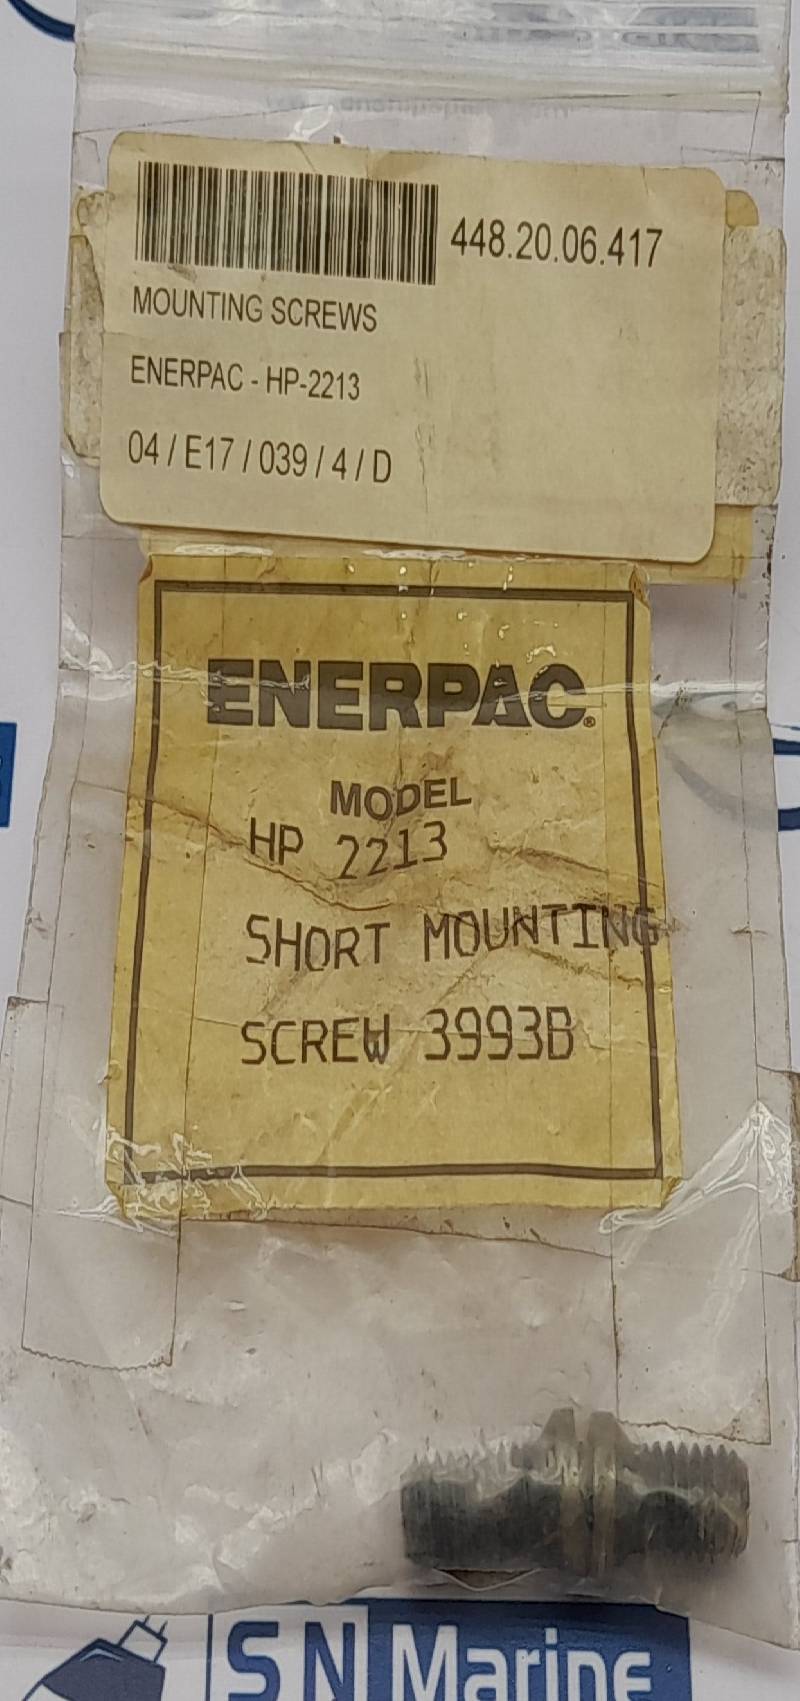 448.20.06.417
MOUNTING SCREWS
ENERPAC - HP-2213
04 / E17 / 039 / 4 / D
ENERPAC®
MODEL
HP 2213
SHORT MOUNTING
SCREW 3993B
SN Marine